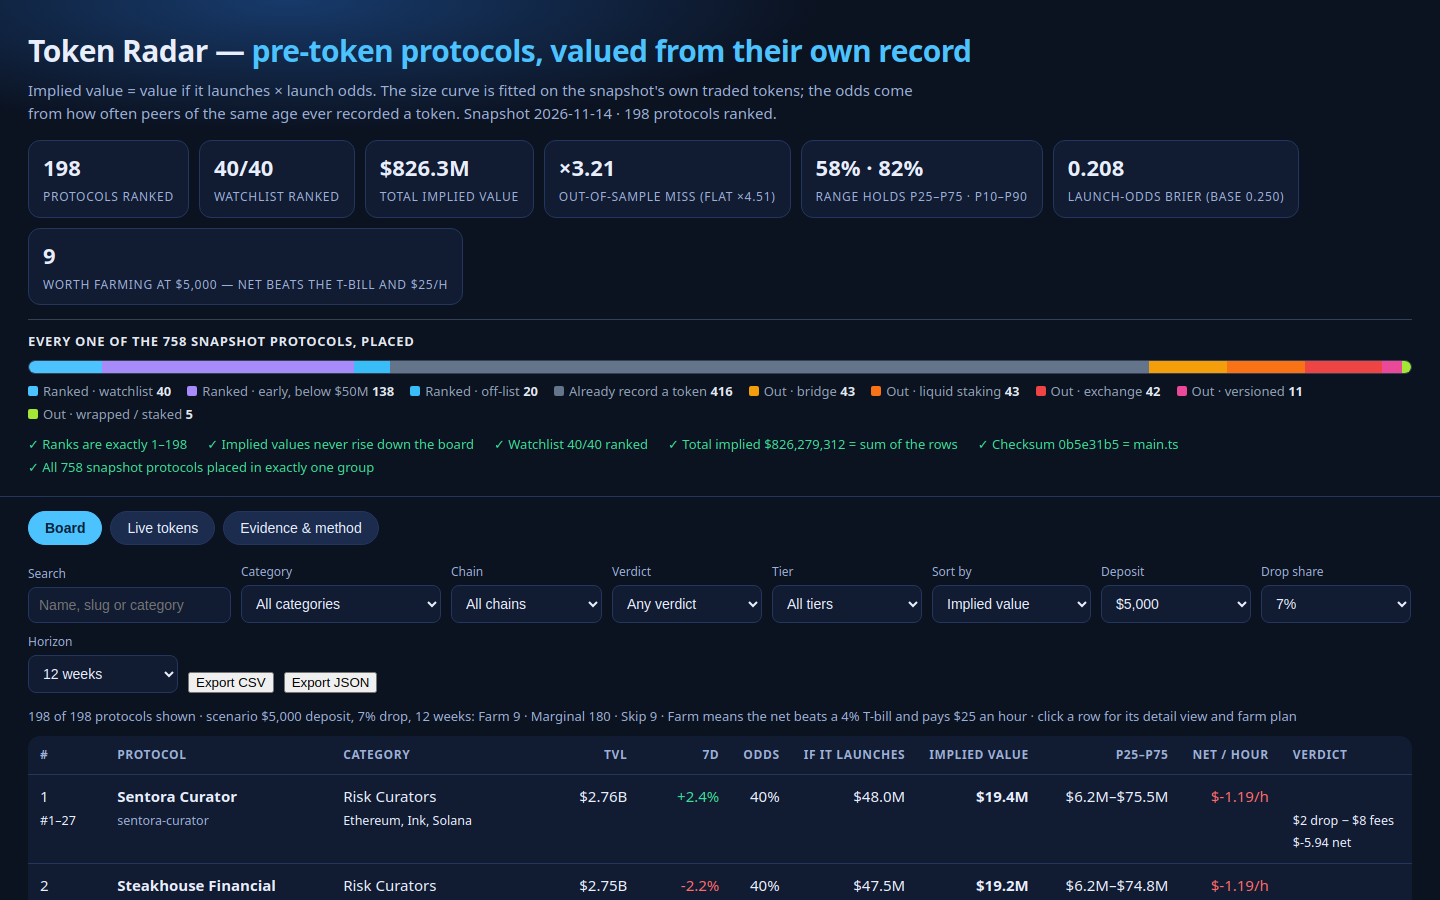 Token Radar — pre-token protocols, valued from their own record
Implied value = value if it launches × launch odds. The size curve is fitted on the snapshot's own traded tokens; the odds come
from how often peers of the same age ever recorded a token. Snapshot 2026-11-14 · 198 protocols ranked.
198
PROTOCOLS RANKED
40/40
WATCHLIST RANKED
$826.3M
TOTAL IMPLIED VALUE
×3.21
OUT-OF-SAMPLE MISS (FLAT ×4.51)
58% · 82%
RANGE HOLDS P25–P75 · P10–P90
0.208
LAUNCH-ODDS BRIER (BASE 0.250)
9
WORTH FARMING AT $5,000 — NET BEATS THE T-BILL AND $25/H
EVERY ONE OF THE 758 SNAPSHOT PROTOCOLS, PLACED
Ranked · watchlist 40 Ranked · early, below $50M 138 Ranked · off-list 20 Already record a token 416 Out · bridge 43 Out · liquid staking 43 Out · exchange 42 Out · versioned 11
Out · wrapped / staked 5
✓ Ranks are exactly 1–198 ✓ Implied values never rise down the board ✓ Watchlist 40/40 ranked ✓ Total implied $826,279,312 = sum of the rows ✓ Checksum 0b5e31b5 = main.ts
✓ All 758 snapshot protocols placed in exactly one group
Board Live tokens Evidence & method
Search Category Chain Verdict Tier Sort by Deposit Drop share
Name, slug or category All categories All chains Any verdict All tiers Implied value $5,000 7%
Horizon
12 weeks Export CSV Export JSON
198 of 198 protocols shown · scenario $5,000 deposit, 7% drop, 12 weeks: Farm 9 · Marginal 180 · Skip 9 · Farm means the net beats a 4% T-bill and pays $25 an hour · click a row for its detail view and farm plan
# PROTOCOL CATEGORY TVL 7D ODDS IF IT LAUNCHES IMPLIED VALUE P25–P75 NET / HOUR VERDICT
1 Sentora Curator Risk Curators $2.76B +2.4% 40% $48.0M $19.4M $6.2M–$75.5M $-1.19/h
#1–27 sentora-curator Ethereum, Ink, Solana $2 drop − $8 fees
$-5.94 net
2 Steakhouse Financial Risk Curators $2.75B -2.2% 40% $47.5M $19.2M $6.2M–$74.8M $-1.19/h